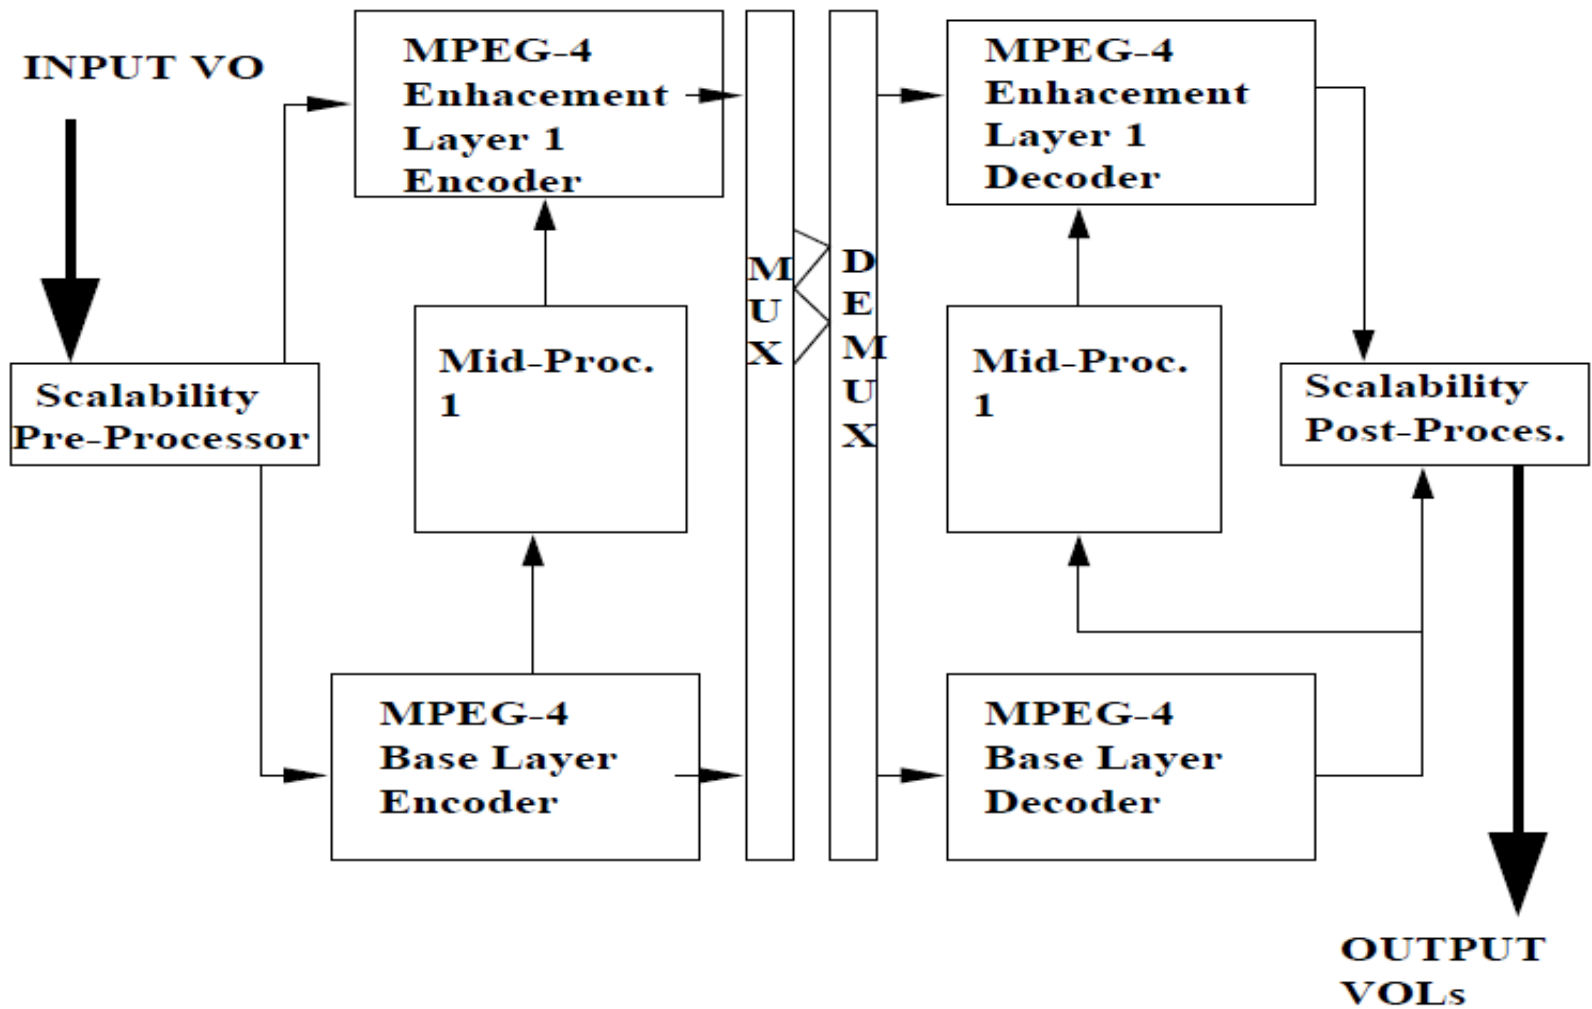 INPUT VO
MPEG-4
Enhacement
Layer 1
Encoder
MPEG-4
Enhacement
Layer 1
Decoder
M
U
X
D
E
M
U
X
Scalability
Pre-Processor
Mid-Proc.
1
Mid-Proc.
1
Scalability
Post-Proces.
MPEG-4
Base Layer
Encoder
MPEG-4
Base Layer
Decoder
OUTPUT
VOLs